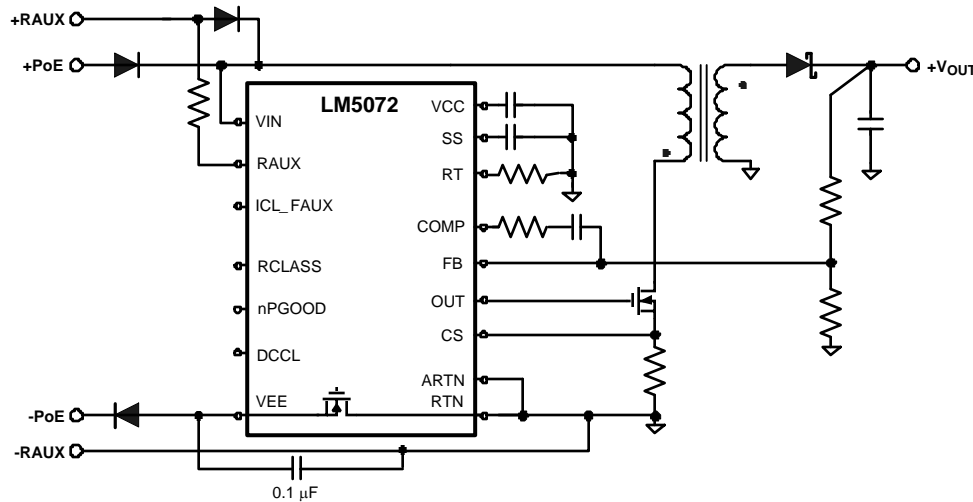 +RAUX
+PoE
+VOUT
LM5072
VIN
RAUX
ICL_FAUX
RCLASS
nPGOOD
DCCL
VEE
VCC
SS
RT
COMP
FB
OUT
CS
ARTN
RTN
-PoE
-RAUX
0.1 μF